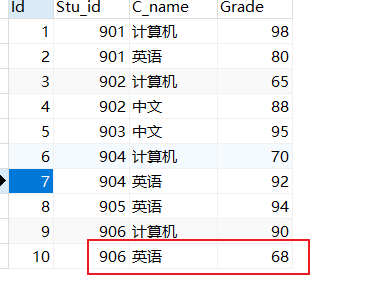 Id Stu_id C_name Grade
1 901 计算机 98
2 901 英语 80
3 902 计算机 65
4 902 中文 88
5 903 中文 95
6 904 计算机 70
7 904 英语 92
8 905 英语 94
9 906 计算机 90
10 906 英语 68